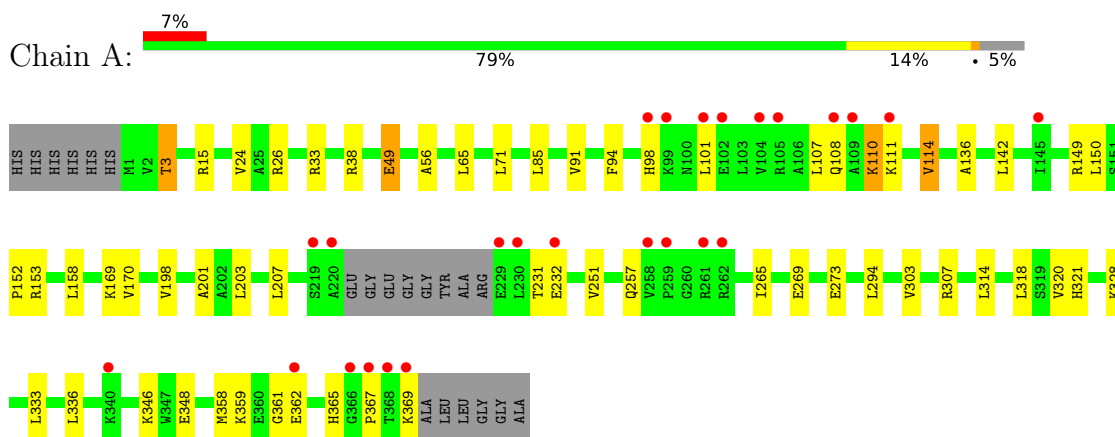 7%
Chain A:
79% 14% • 5%
HIS HIS HIS HIS HIS HIS M1 V2 T3 R15 V24 A25 R26 R33 R38 E49 A56 L65 L71 L85 V91 F94 H98 K99 N100 L101 E102 L103 V104 R105 A106 L107 Q108 A109 K110 K111 V114 A136 L142 I145 R149 L150 S151
P152 R153 L158 K169 V170 V198 A201 A202 L203 L207 S219 A220 GLU GLY GLU GLY GLY TYR ALA ARG E229 L230 T231 E232 V251 Q257 V258 P259 G260 R261 R262 I265 E269 E273 L294 V303 R307 L314 L318 S319 V320 H321 K328
L333 L336 K340 K346 W347 E348 M358 K359 E360 G361 E362 H365 G366 P367 T368 K369 ALA LEU LEU GLY GLY ALA